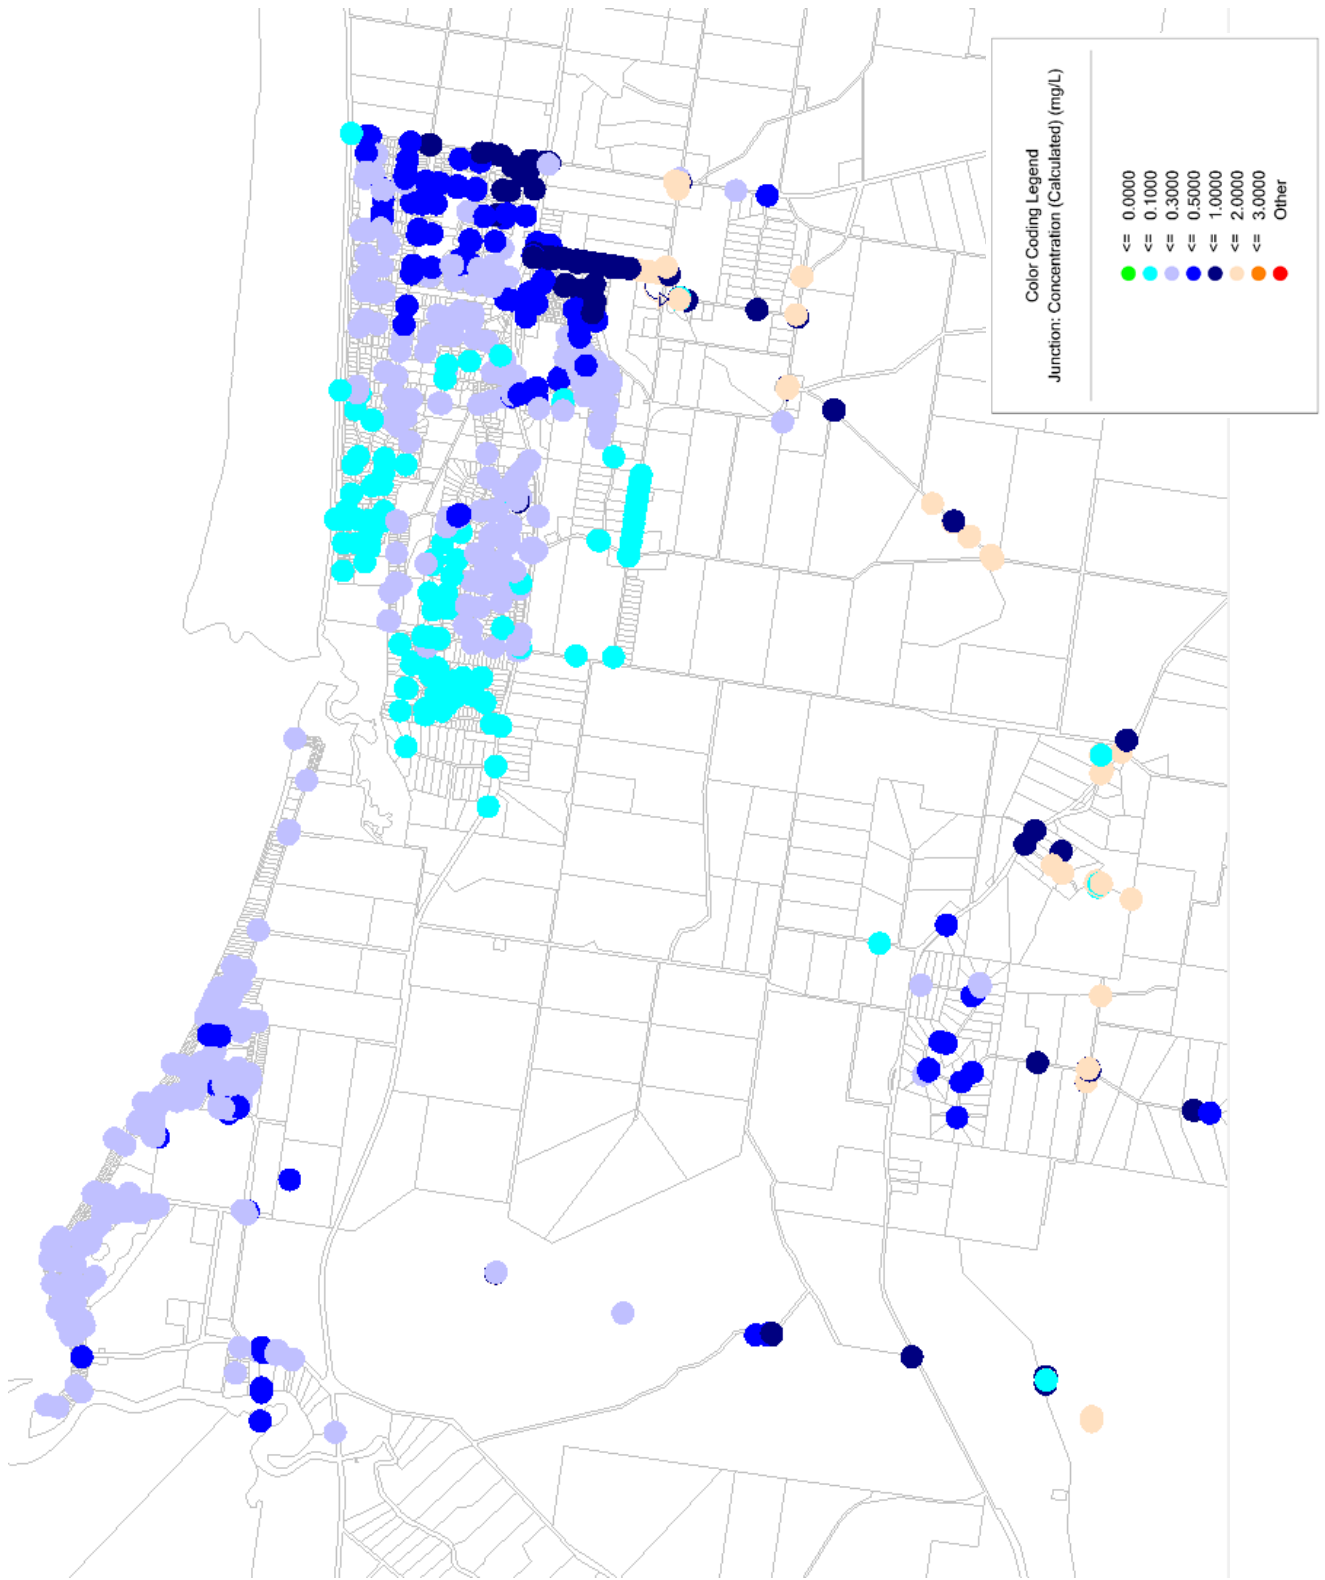 Color Coding Legend
Junction: Concentration (Calculated) (mg/L)
<= 0.0000
<= 0.1000
<= 0.3000
<= 0.5000
<= 1.0000
<= 2.0000
<= 3.0000
Other